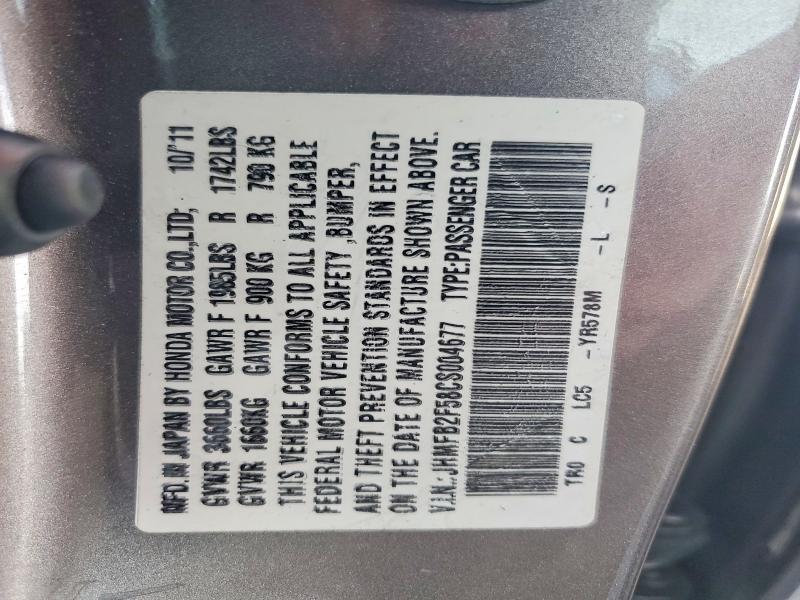 MFD. IN JAPAN BY HONDA MOTOR CO.,LTD, 10/'11
GVWR 3660LBS GAWR F 1985LBS R 1742LBS
GVWR 1660KG GAWR F 900 KG R 790 KG
THIS VEHICLE CONFORMS TO ALL APPLICABLE
FEDERAL MOTOR VEHICLE SAFETY ,BUMPER,
AND THEFT PREVENTION STANDARDS IN EFFECT
ON THE DATE OF MANUFACTURE SHOWN ABOVE.
V.I.N.:JHMFB2F58CS004677 TYPE:PASSENGER CAR
TR0 C LC5 -YR578M -L -S